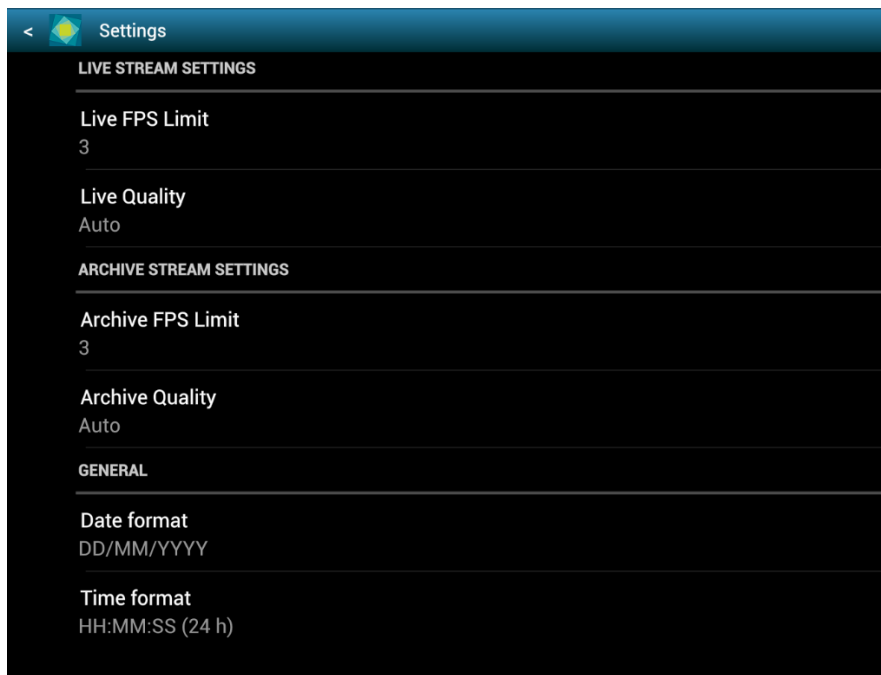 < Settings
LIVE STREAM SETTINGS
Live FPS Limit
3
Live Quality
Auto
ARCHIVE STREAM SETTINGS
Archive FPS Limit
3
Archive Quality
Auto
GENERAL
Date format
DD/MM/YYYY
Time format
HH:MM:SS (24 h)